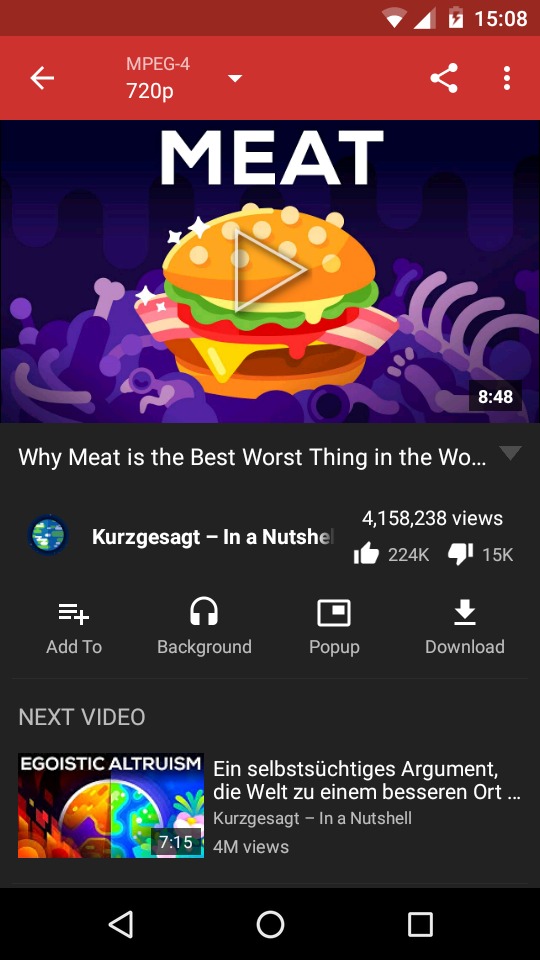 15:08
MPEG-4
720p
MEAT
8:48
Why Meat is the Best Worst Thing in the Wo...
Kurzgesagt – In a Nutshel
4,158,238 views
224K 15K
Add To Background Popup Download
NEXT VIDEO
EGOISTIC ALTRUISM
7:15
Ein selbstsüchtiges Argument,
die Welt zu einem besseren Ort ...
Kurzgesagt – In a Nutshell
4M views